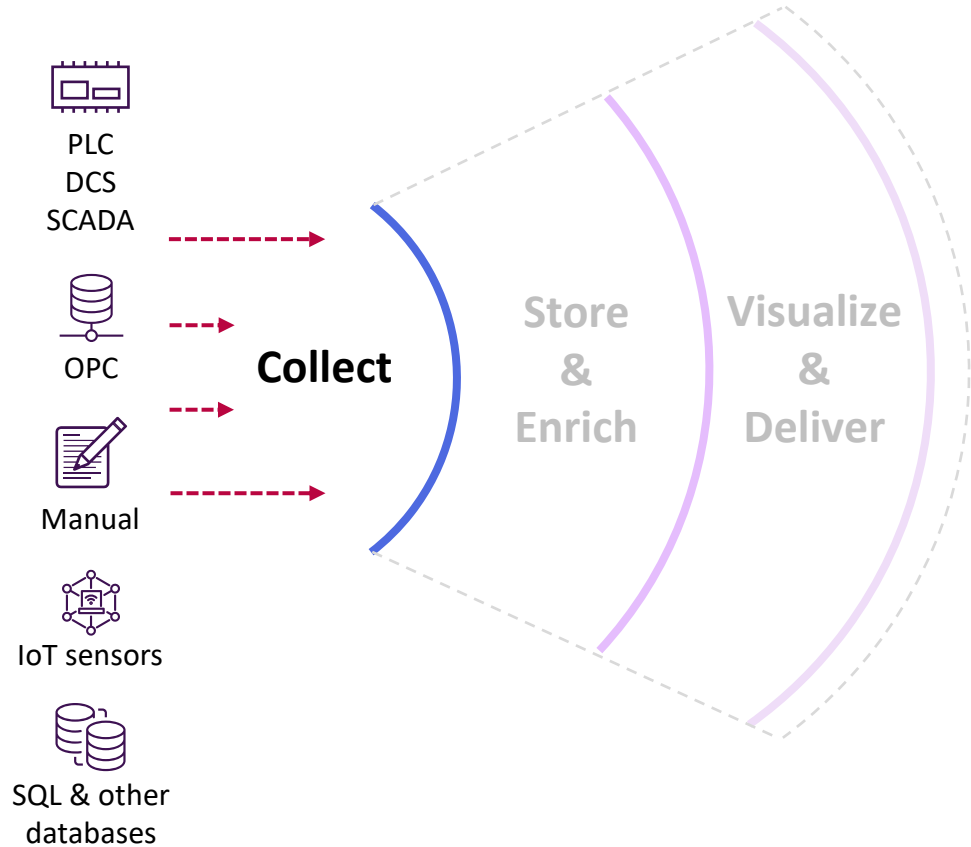 PLC
DCS
SCADA
OPC
Manual
IoT sensors
SQL & other
databases
Collect
Store
&
Enrich
Visualize
&
Deliver